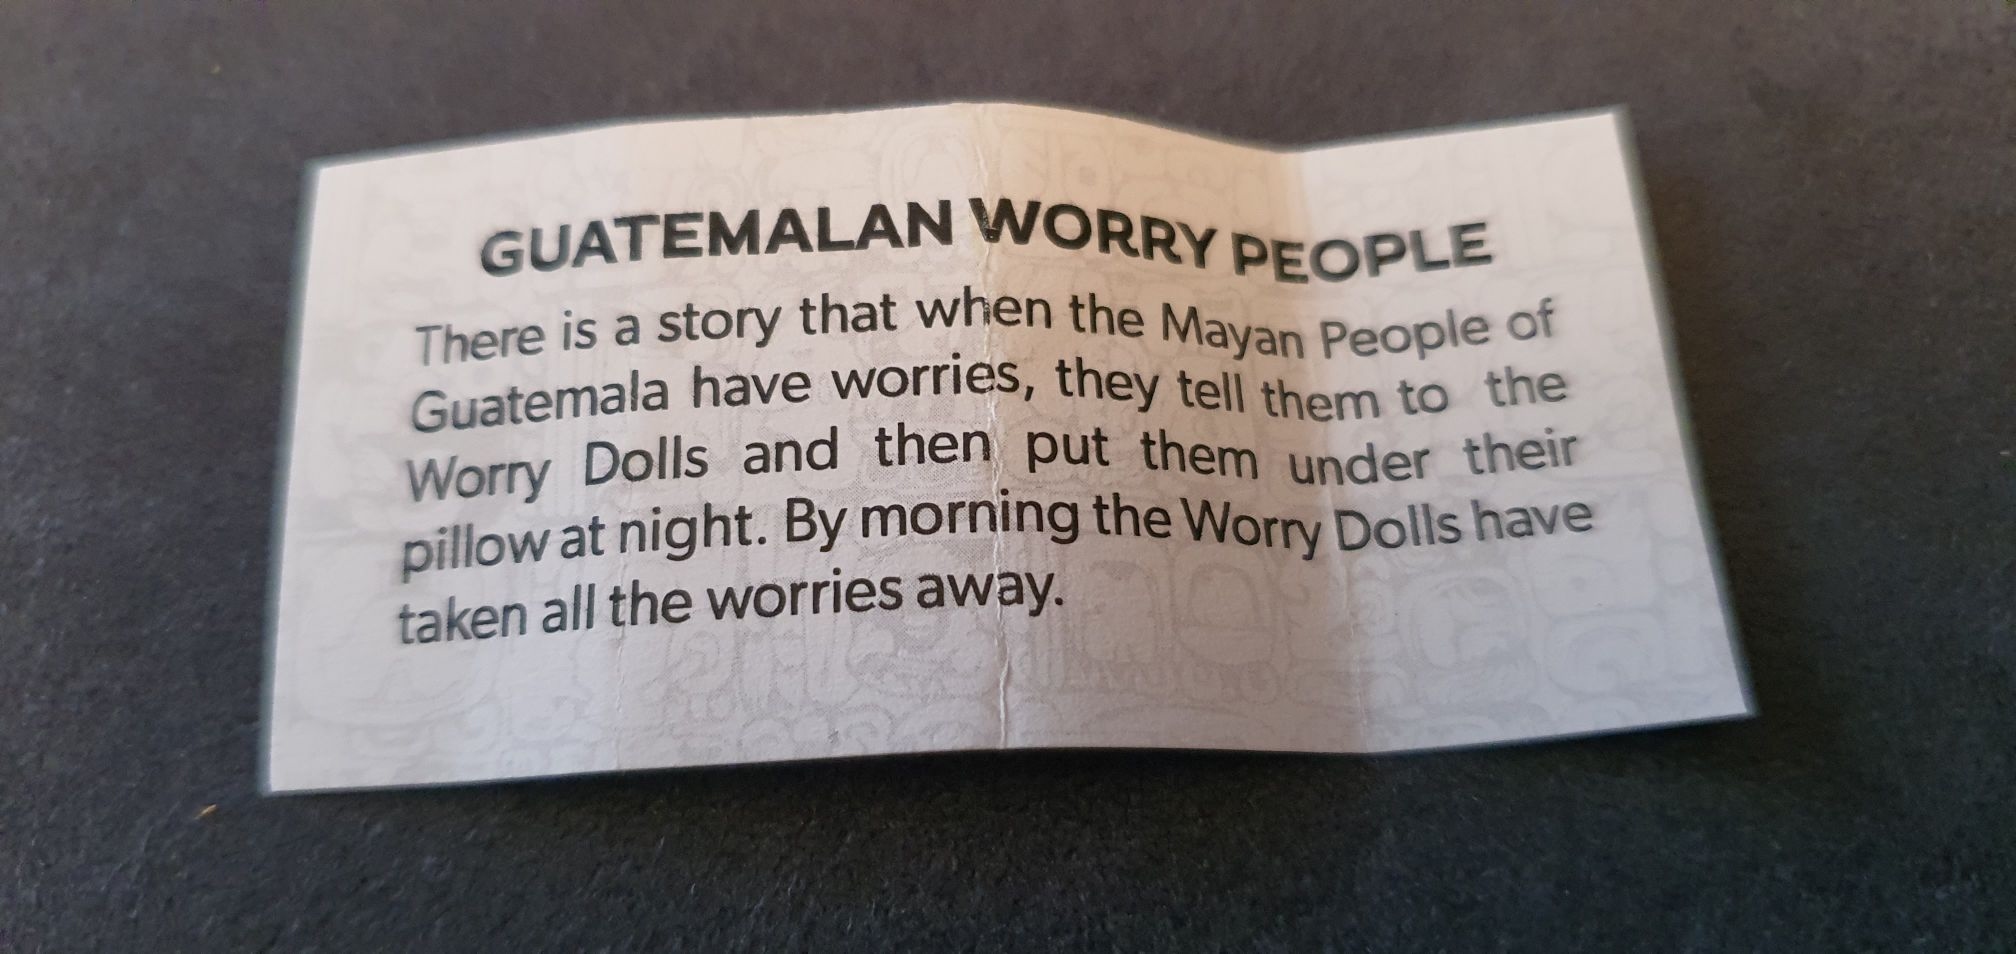 GUATEMALAN WORRY PEOPLE
There is a story that when the Mayan People of
Guatemala have worries, they tell them to the
Worry Dolls and then put them under their
pillow at night. By morning the Worry Dolls have
taken all the worries away.